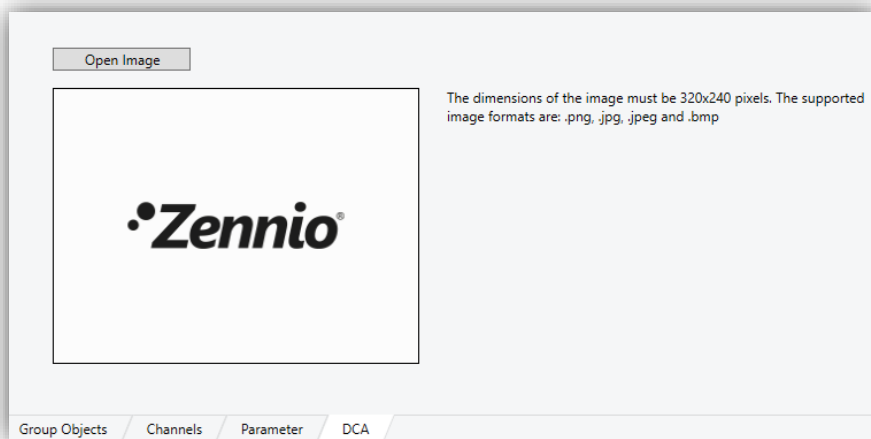 Open Image
The dimensions of the image must be 320x240 pixels. The supported
image formats are: .png, .jpg, .jpeg and .bmp
Zennio®
Group Objects
Channels
Parameter
DCA